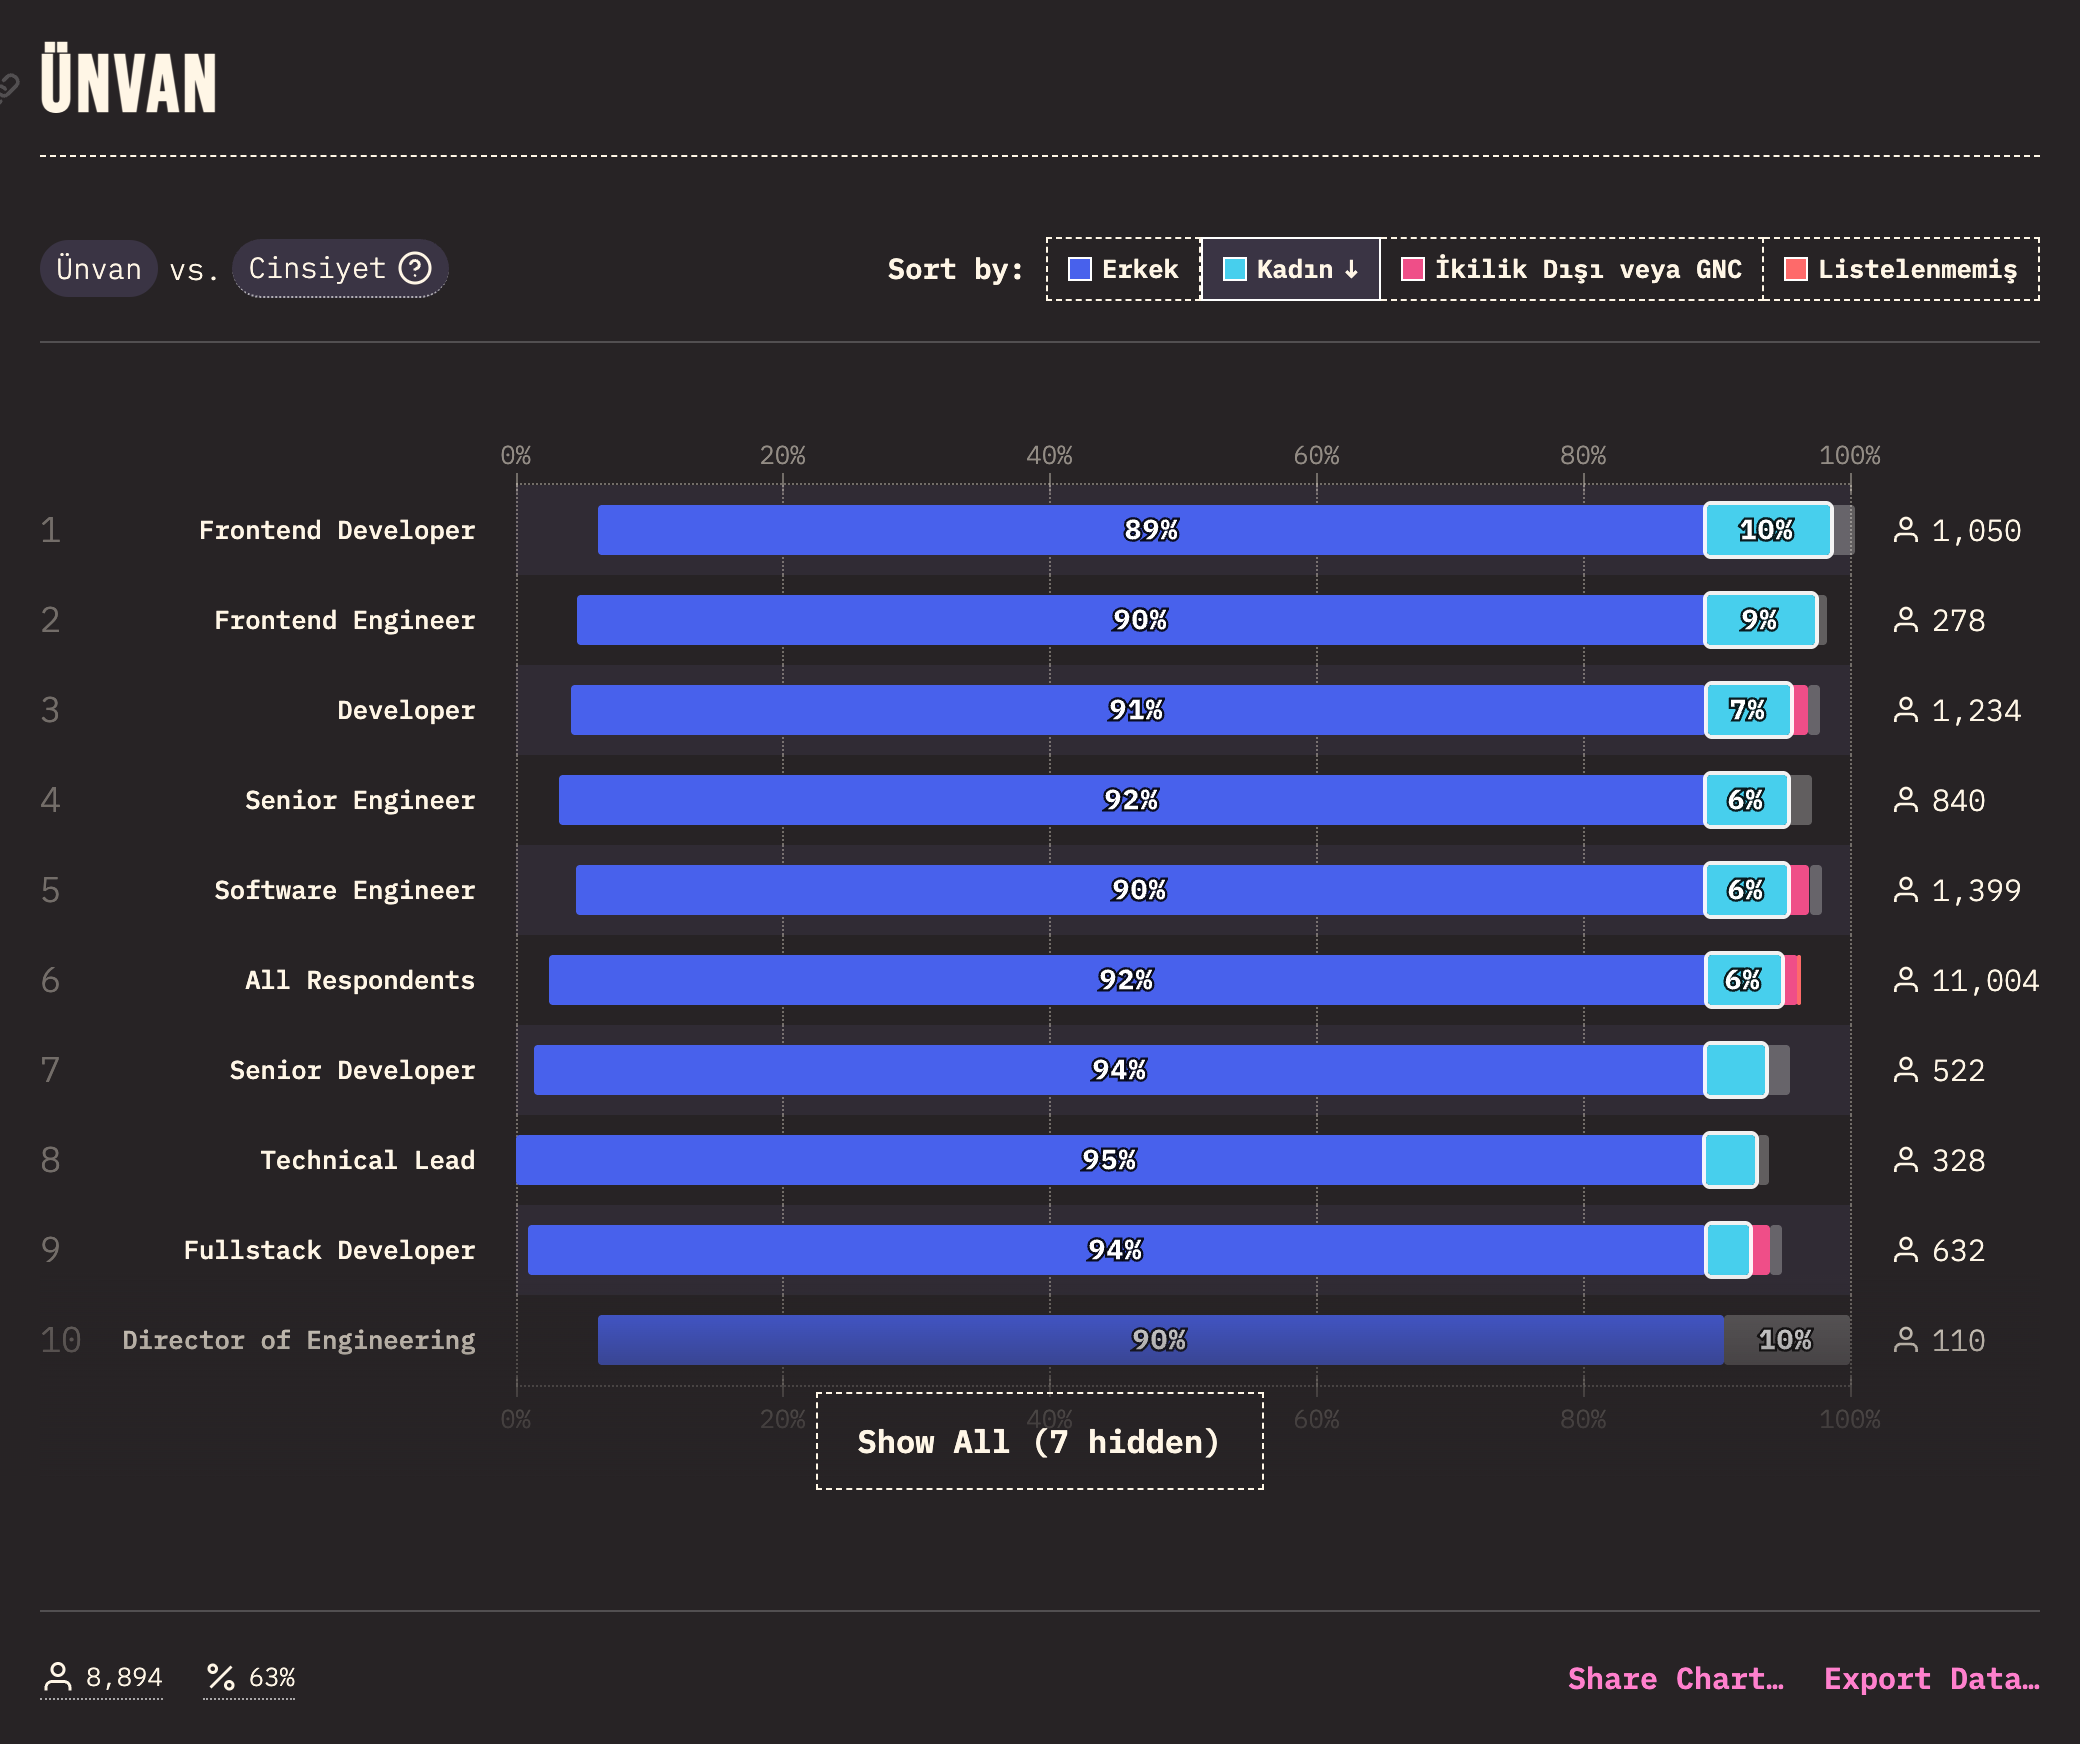 ÜNVAN
Ünvan vs. Cinsiyet ?
Sort by: Erkek Kadın ↓ İkilik Dışı veya GNC Listelenmemiş
0% 20% 40% 60% 80% 100%
1 Frontend Developer 89% 10% 1,050
2 Frontend Engineer 90% 9% 278
3 Developer 91% 7% 1,234
4 Senior Engineer 92% 6% 840
5 Software Engineer 90% 6% 1,399
6 All Respondents 92% 6% 11,004
7 Senior Developer 94% 522
8 Technical Lead 95% 328
9 Fullstack Developer 94% 632
10 Director of Engineering 90% 10% 110
0% 20% 40% 60% 80% 100%
Show All (7 hidden)
8,894 % 63% Share Chart… Export Data…